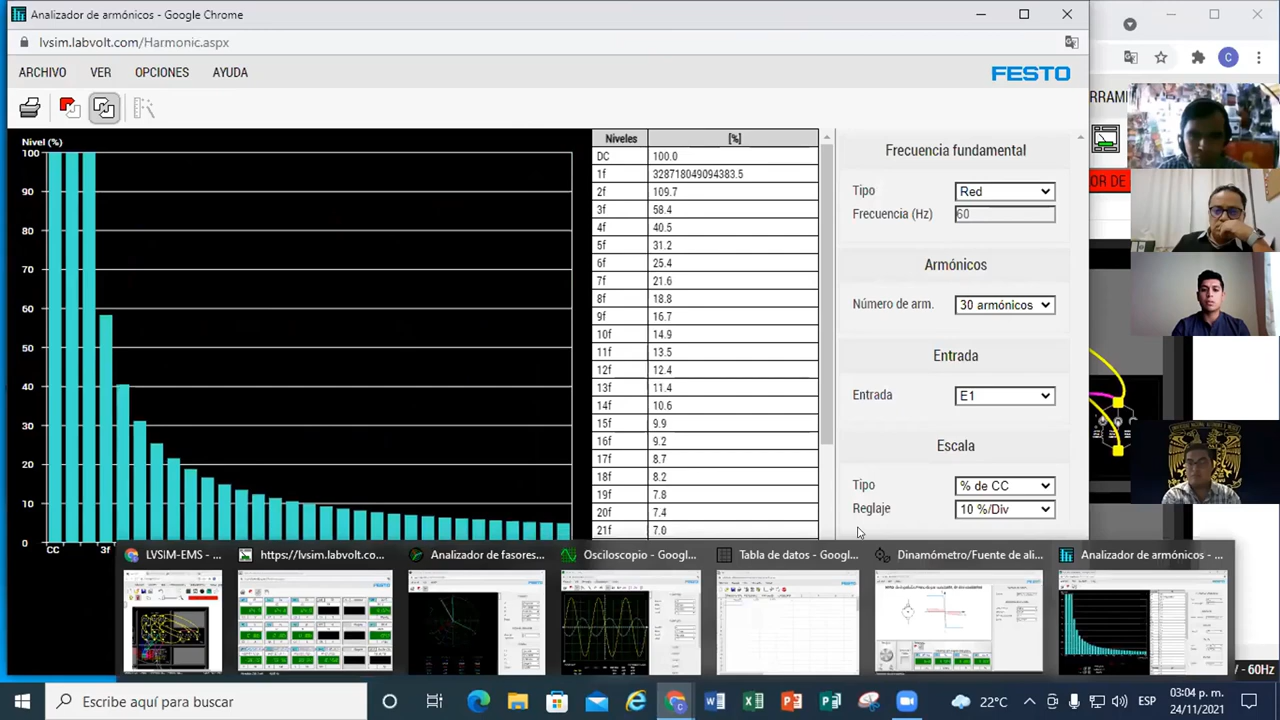 Analizador de armónicos - Google Chrome
lvsim.labvolt.com/Harmonic.aspx
ARCHIVO VER OPCIONES AYUDA
FESTO
C
RRAMI
OR DE
Nivel (%)
100
90
80
70
60
50
40
30
20
10
0
CC 3f
Niveles [%]
DC 100.0
1f 328718049094383.5
2f 109.7
3f 58.4
4f 40.5
5f 31.2
6f 25.4
7f 21.6
8f 18.8
9f 16.7
10f 14.9
11f 13.5
12f 12.4
13f 11.4
14f 10.6
15f 9.9
16f 9.2
17f 8.7
18f 8.2
19f 7.8
20f 7.4
21f 7.0
Frecuencia fundamental
Tipo Red
Frecuencia (Hz) 60
Armónicos
Número de arm. 30 armónicos
Entrada
Entrada E1
Escala
Tipo % de CC
Reglaje 10 %/Div
LVSIM-EMS - ...
https://lvsim.labvolt.co...
Analizador de fasores...
Osciloscopio - Googl...
Tabla de datos - Googl...
Dinamómetro/Fuente de ali...
Analizador de armónicos - ...
/ - 60Hz
Escribe aquí para buscar
22°C
ESP
03:04 p. m.
24/11/2021